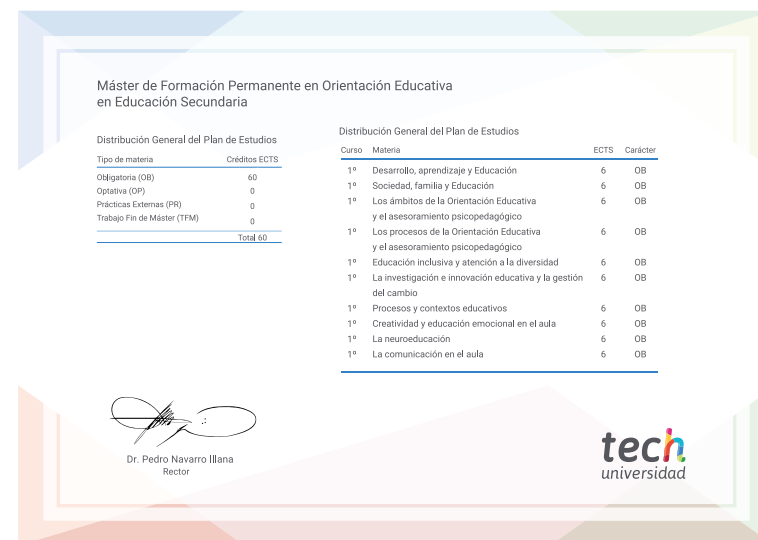 Máster de Formación Permanente en Orientación Educativa
en Educación Secundaria
Distribución General del Plan de Estudios
Tipo de materia Créditos ECTS
Obligatoria (OB) 60
Optativa (OP) 0
Prácticas Externas (PR) 0
Trabajo Fin de Máster (TFM) 0
Total 60
Distribución General del Plan de Estudios
Curso Materia ECTS Carácter
1º Desarrollo, aprendizaje y Educación 6 OB
1º Sociedad, familia y Educación 6 OB
1º Los ámbitos de la Orientación Educativa 6 OB
y el asesoramiento psicopedagógico
1º Los procesos de la Orientación Educativa 6 OB
y el asesoramiento psicopedagógico
1º Educación inclusiva y atención a la diversidad 6 OB
1º La investigación e innovación educativa y la gestión 6 OB
del cambio
1º Procesos y contextos educativos 6 OB
1º Creatividad y educación emocional en el aula 6 OB
1º La neuroeducación 6 OB
1º La comunicación en el aula 6 OB
Dr. Pedro Navarro Illana
Rector
tech
universidad